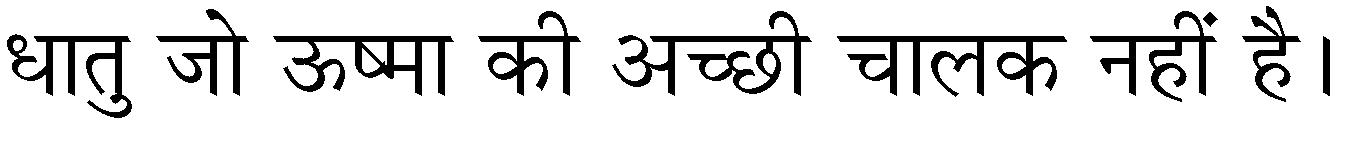 धातु जो ऊष्मा की अच्छी चालक नहीं है।